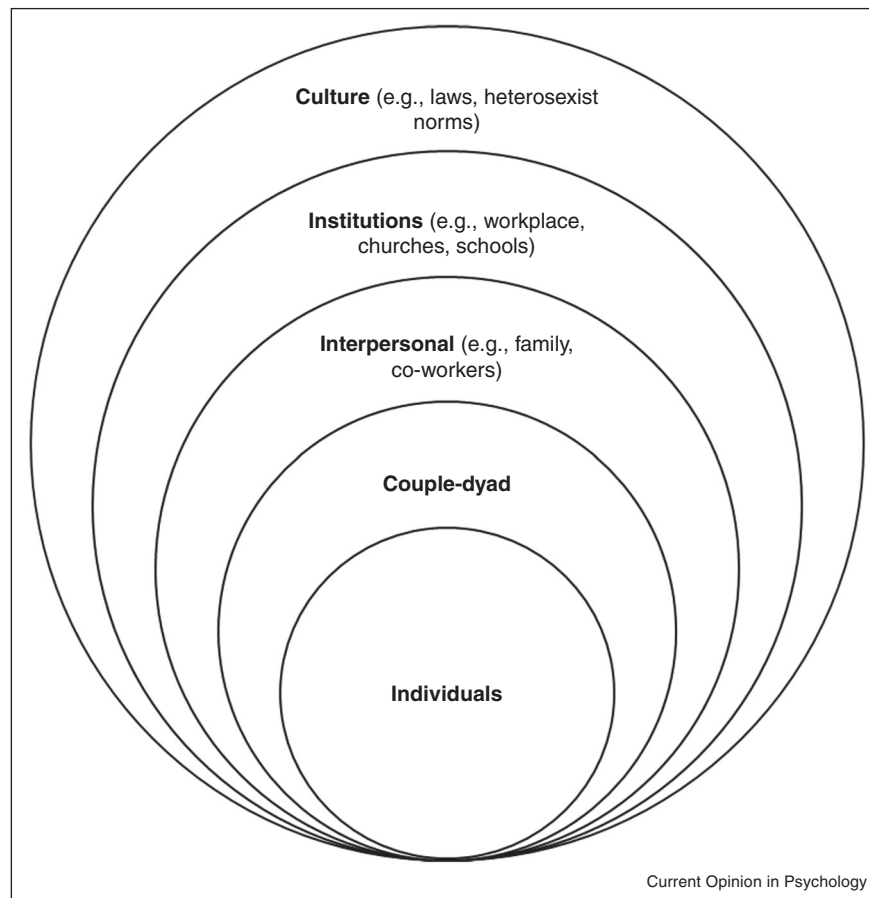 Culture (e.g., laws, heterosexist
norms)
Institutions (e.g., workplace,
churches, schools)
Interpersonal (e.g., family,
co-workers)
Couple-dyad
Individuals
Current Opinion in Psychology